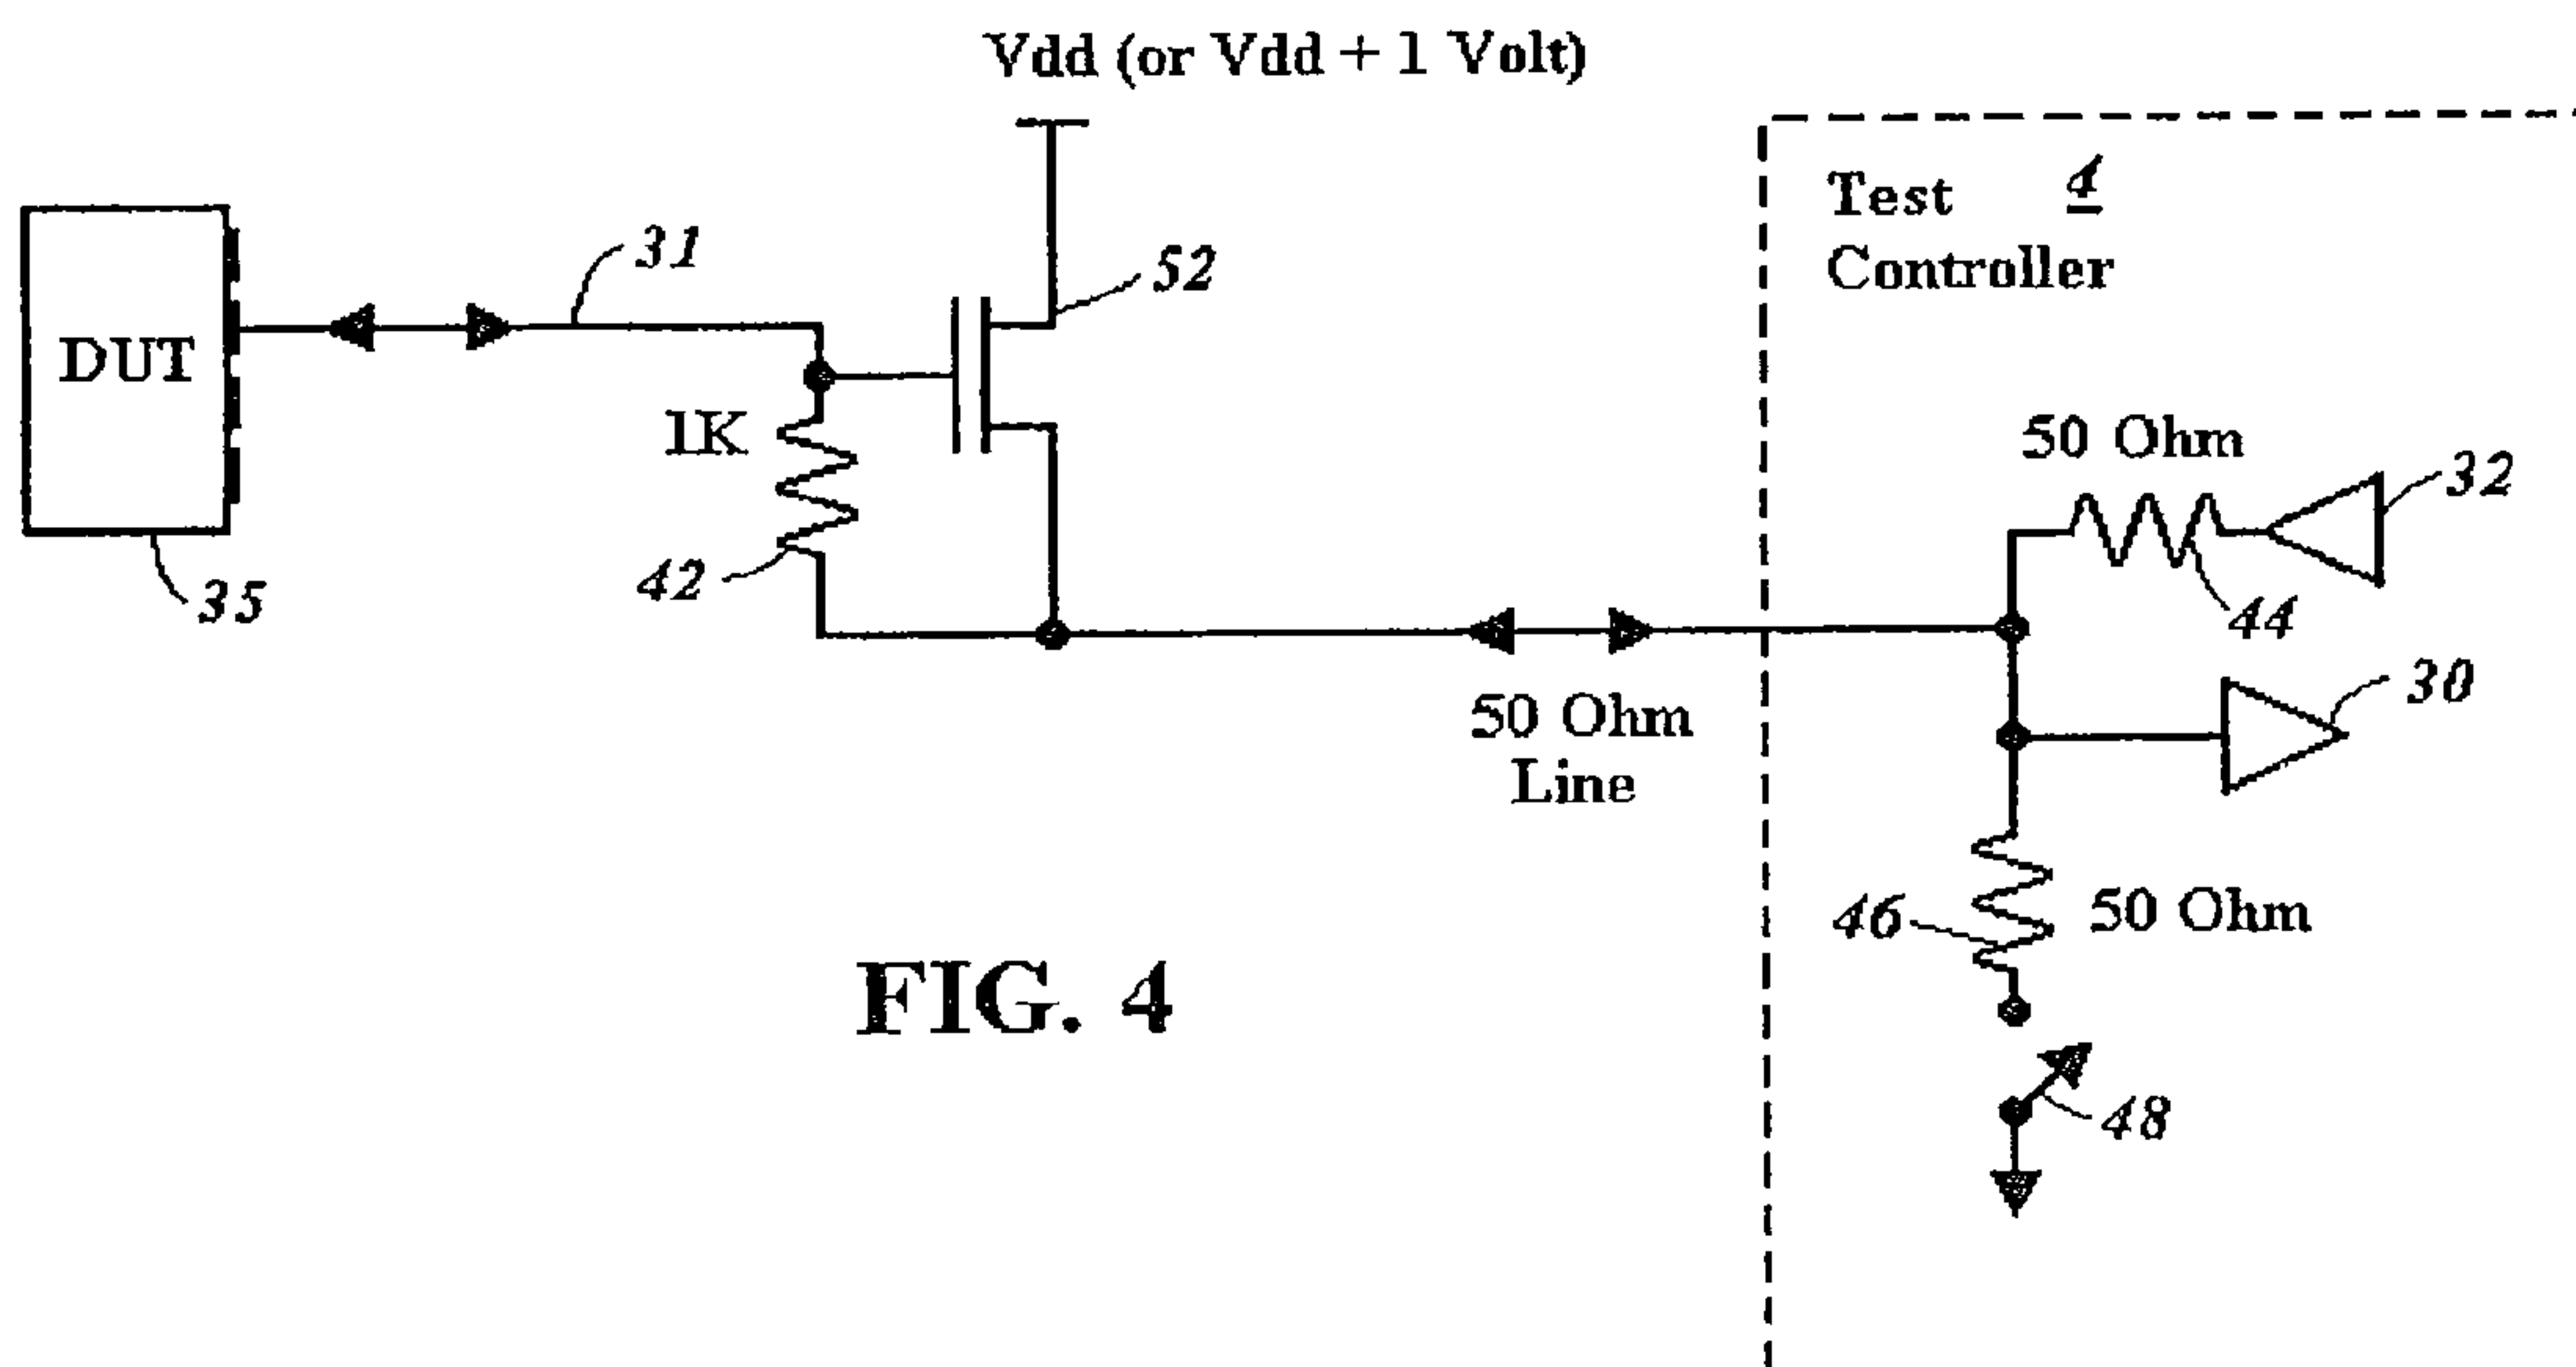 Vdd (or Vdd + 1 Volt)
Test 4
Controller
31
52
DUT
1K
50 Ohm
32
42
35
44
50 Ohm
Line
30
46
50 Ohm
48
FIG. 4